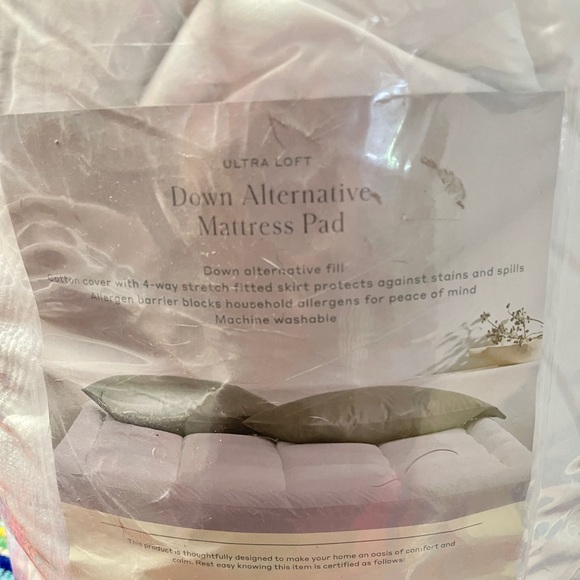 ULTRA LOFT
Down Alternative
Mattress Pad
Down alternative fill
Cotton cover with 4-way stretch fitted skirt protects against stains and spills
Allergen barrier blocks household allergens for peace of mind
Machine washable
This product is thoughtfully designed to make your home an oasis of comfort and
calm. Rest easy knowing this item is certified as follows: